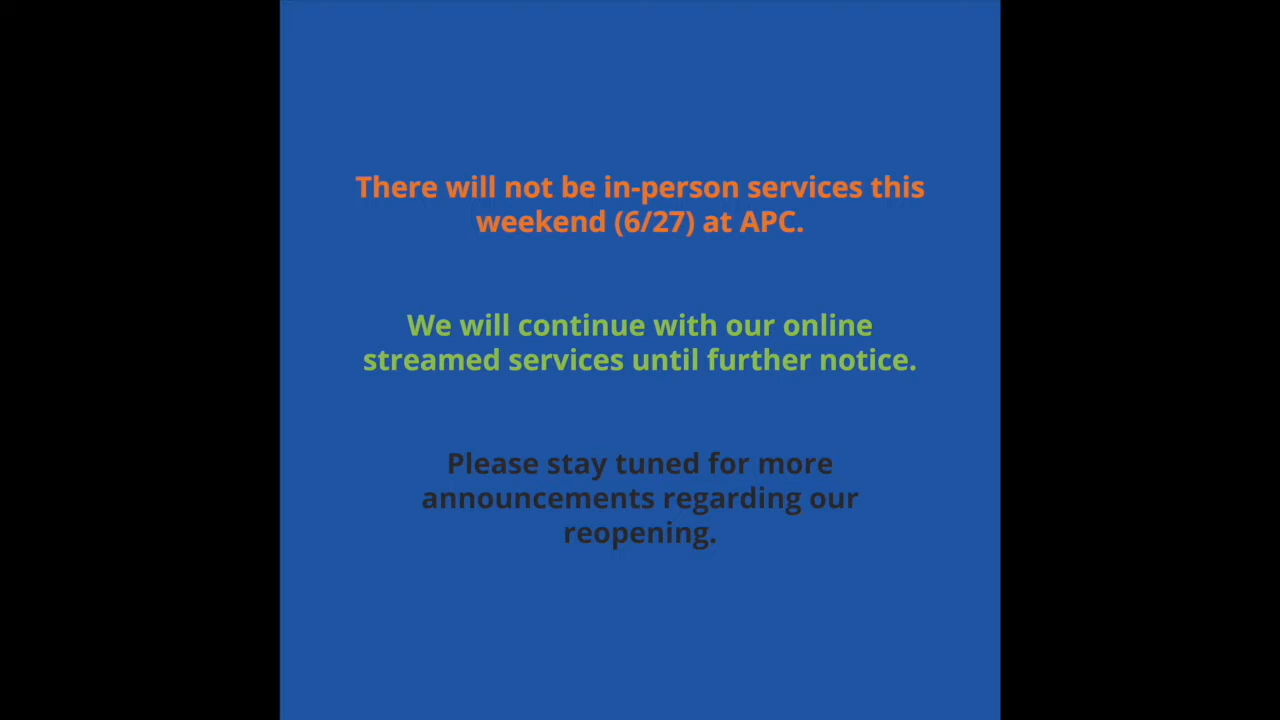 There will not be in-person services this
weekend (6/27) at APC.
We will continue with our online
streamed services until further notice.
Please stay tuned for more
announcements regarding our
reopening.